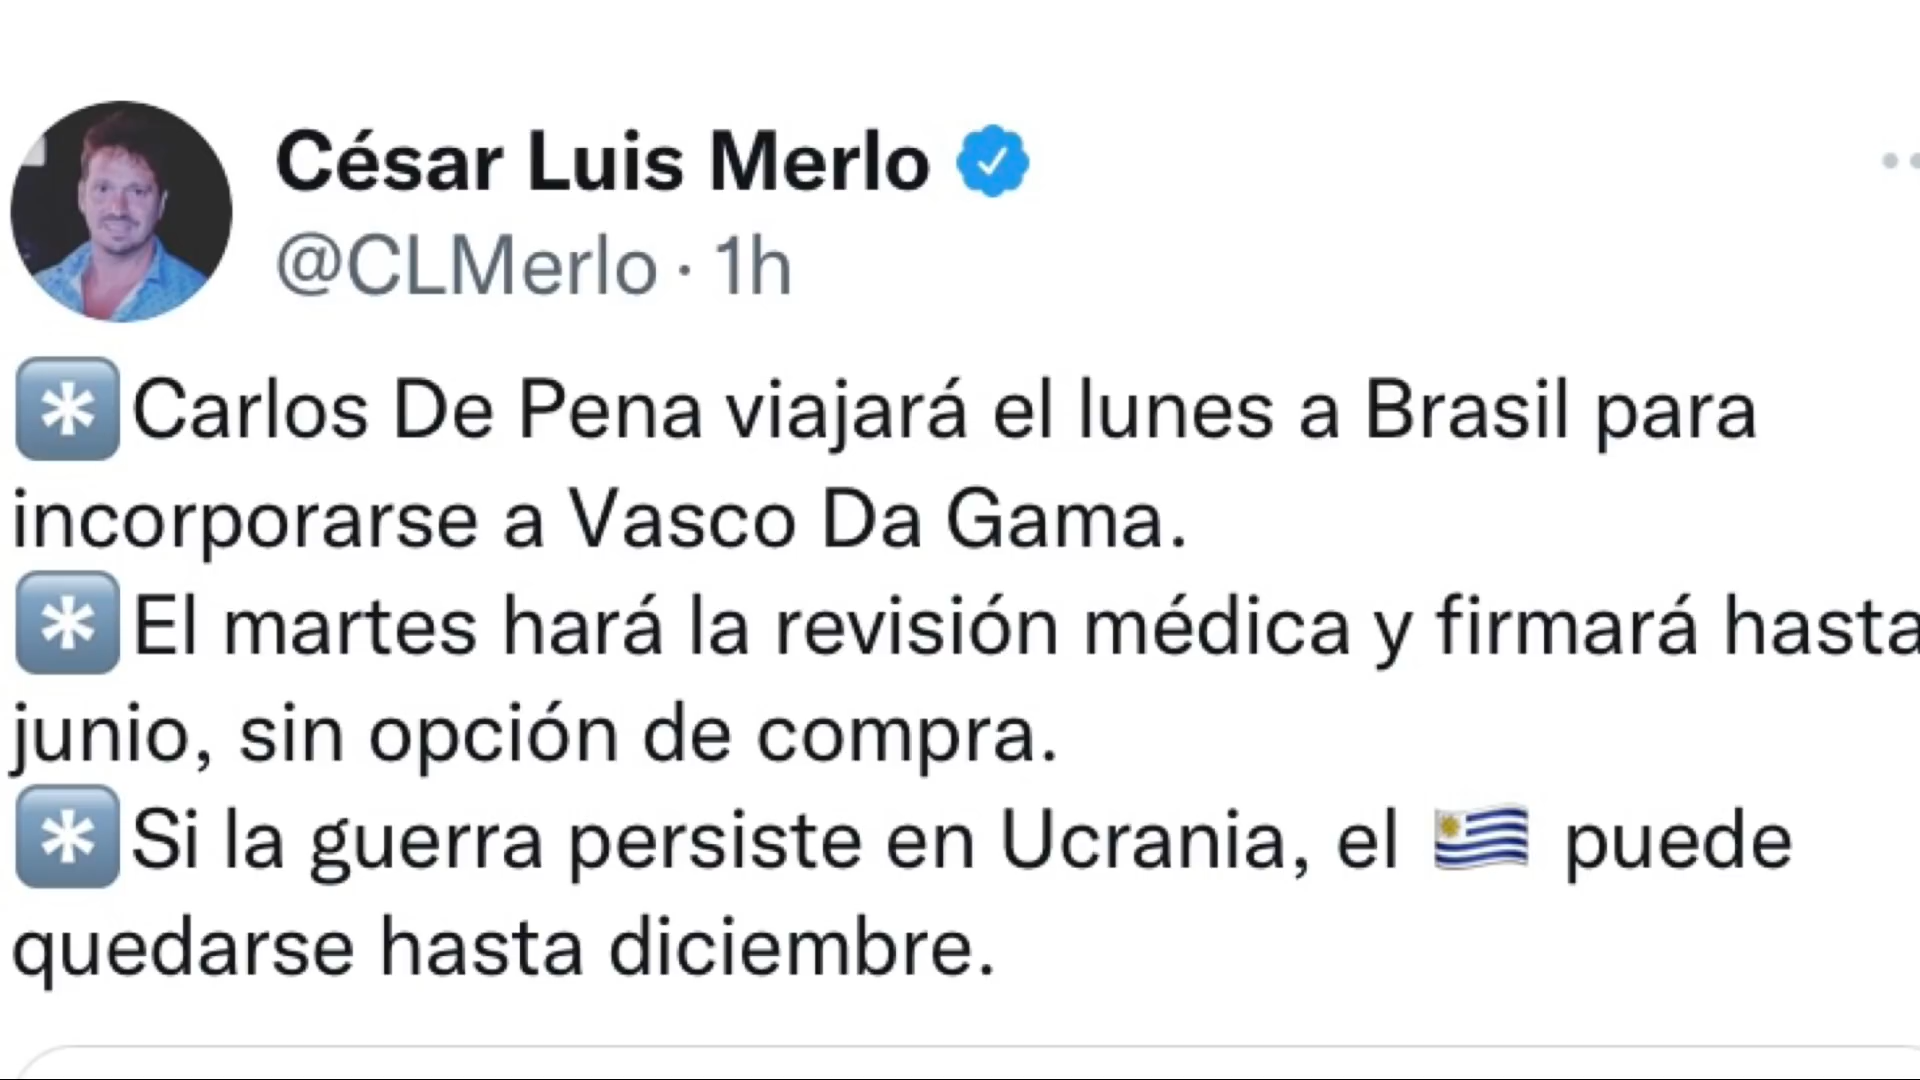 César Luis Merlo
@CLMerlo · 1h
*️⃣Carlos De Pena viajará el lunes a Brasil para
incorporarse a Vasco Da Gama.
*️⃣El martes hará la revisión médica y firmará hasta
junio, sin opción de compra.
*️⃣Si la guerra persiste en Ucrania, el 🇺🇾 puede
quedarse hasta diciembre.